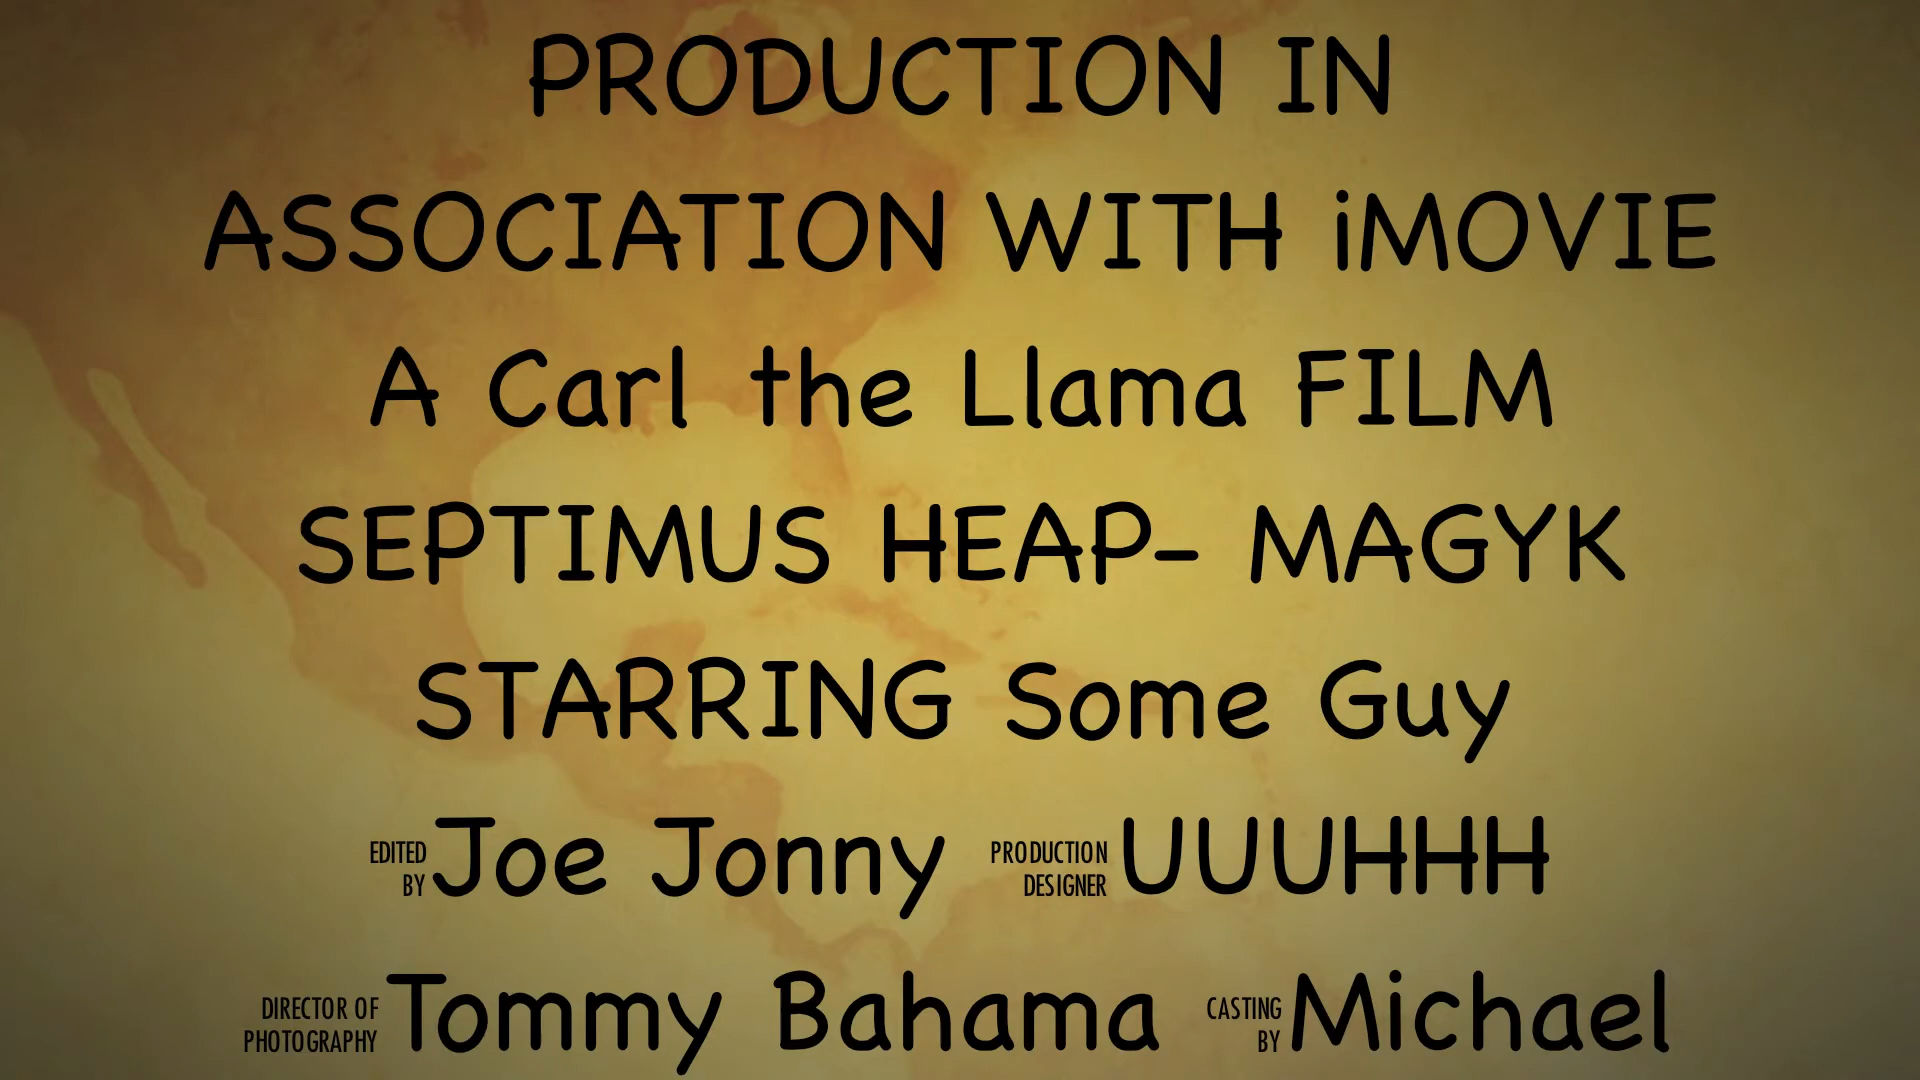 PRODUCTION IN
ASSOCIATION WITH iMOVIE
A Carl the Llama FILM
SEPTIMUS HEAP- MAGYK
STARRING Some Guy
EDITED BY Joe Jonny PRODUCTION DESIGNER UUUHHH
DIRECTOR OF PHOTOGRAPHY Tommy Bahama CASTING BY Michael